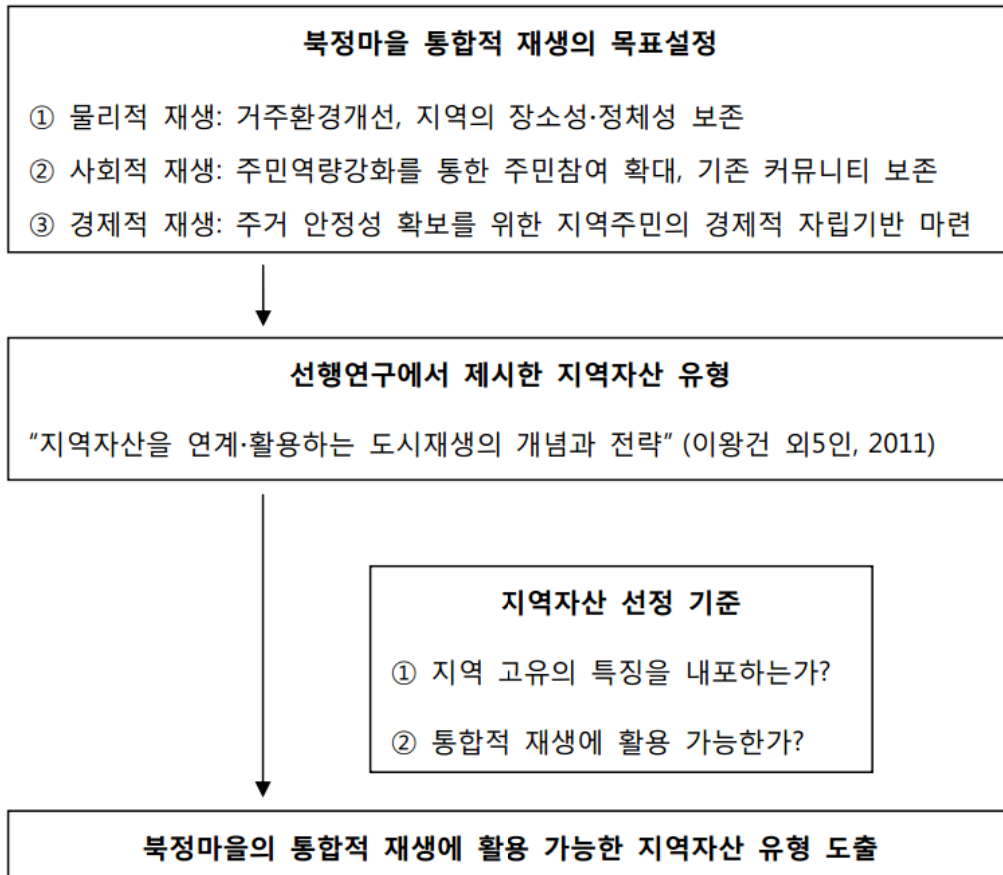 북정마을 통합적 재생의 목표설정
① 물리적 재생: 거주환경개선, 지역의 장소성·정체성 보존
② 사회적 재생: 주민역량강화를 통한 주민참여 확대, 기존 커뮤니티 보존
③ 경제적 재생: 주거 안정성 확보를 위한 지역주민의 경제적 자립기반 마련
선행연구에서 제시한 지역자산 유형
“지역자산을 연계·활용하는 도시재생의 개념과 전략” (이왕건 외5인, 2011)
지역자산 선정 기준
① 지역 고유의 특징을 내포하는가?
② 통합적 재생에 활용 가능한가?
북정마을의 통합적 재생에 활용 가능한 지역자산 유형 도출